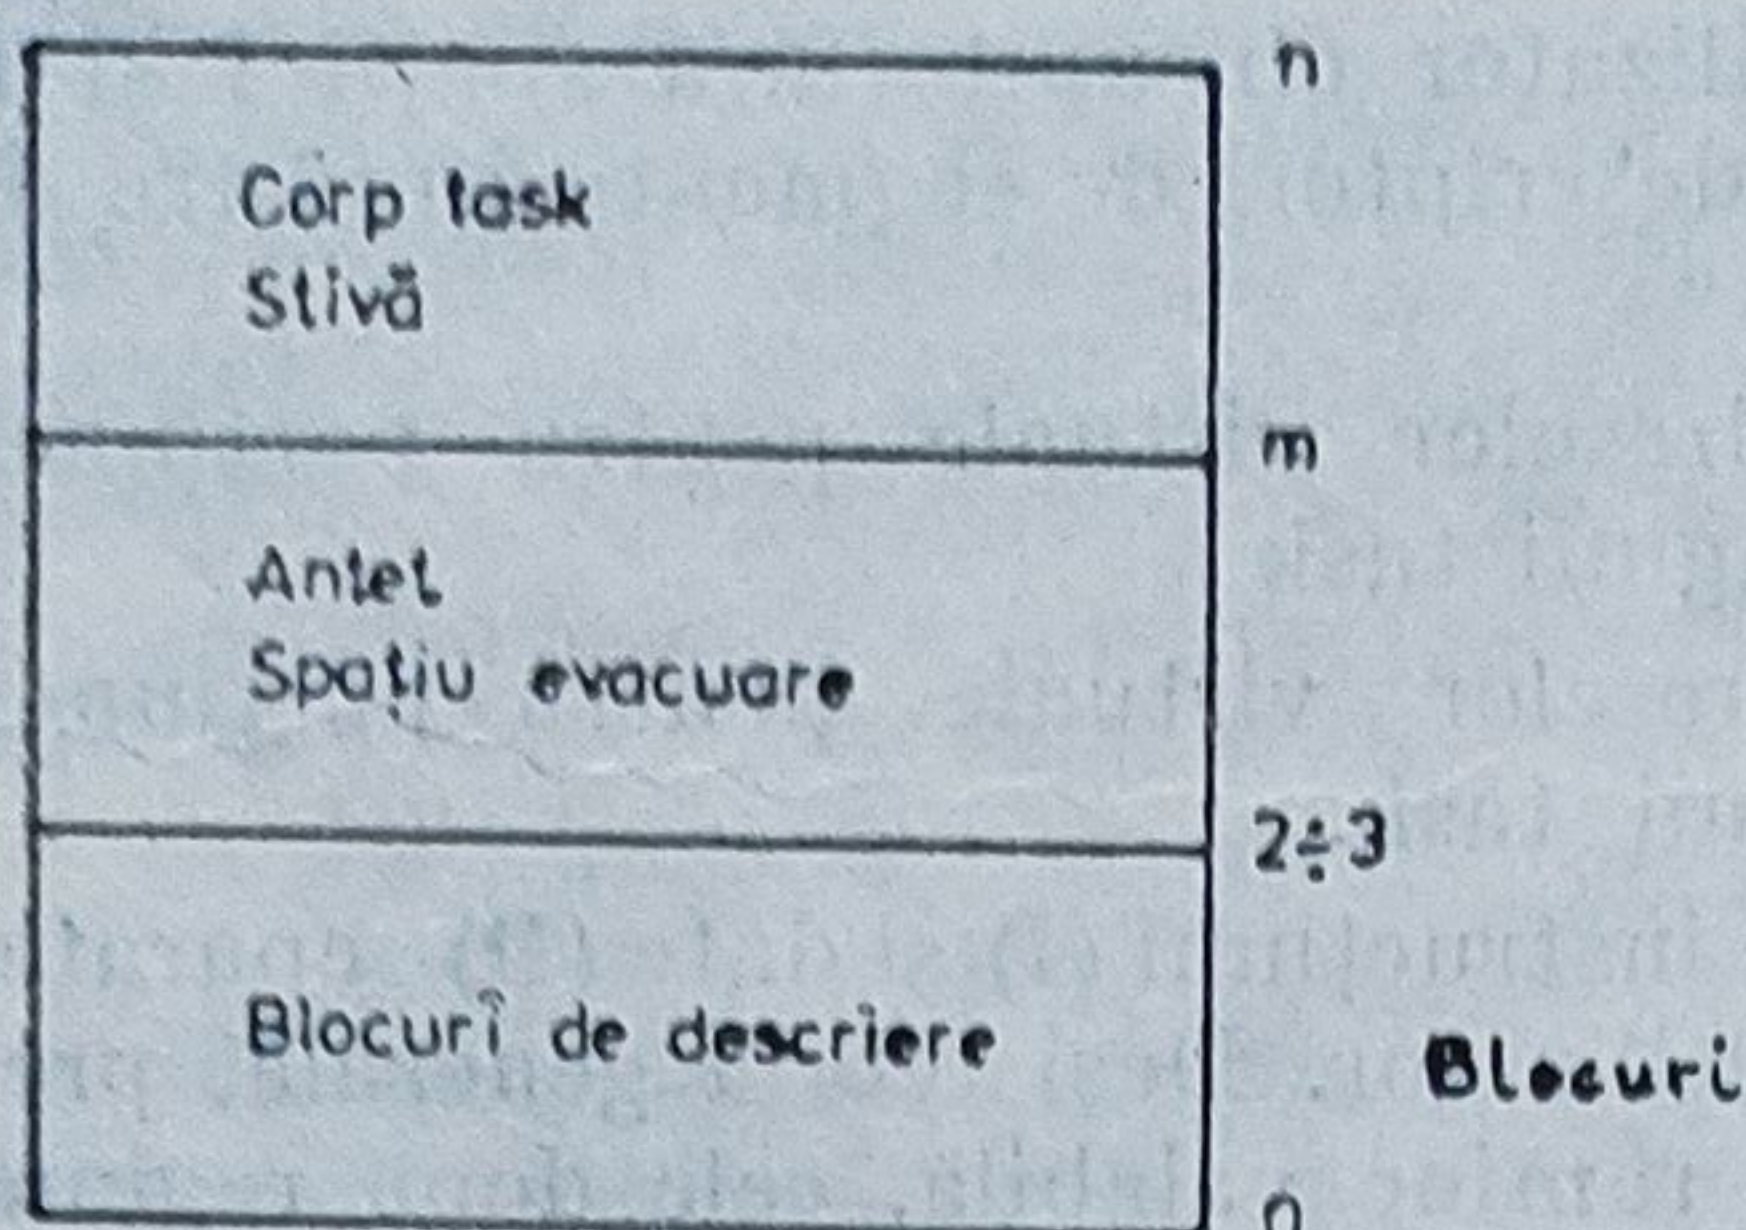 n
Corp task
Stivă
m
Antet
Spațiu evacuare
2÷3
Blocuri de descriere
Blocuri
0